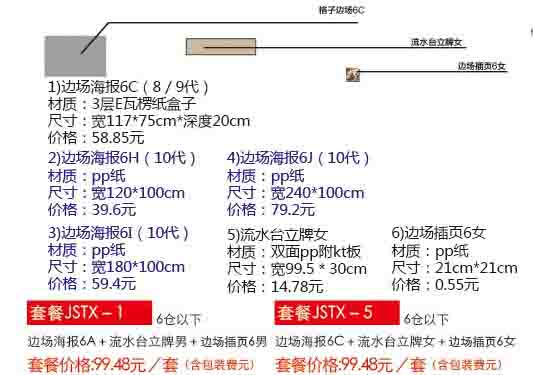 格子边场6C
流水台立牌女
边场插页6女
1)边场海报6C（8/9代）
材质：3层E瓦楞纸盒子
尺寸：宽117*75cm*深度20cm
价格：58.85元
2)边场海报6H（10代）
材质：pp纸
尺寸：宽120*100cm
价格：39.6元
4)边场海报6J（10代）
材质：pp纸
尺寸：宽240*100cm
价格：79.2元
3)边场海报6I（10代）
材质：pp纸
尺寸：宽180*100cm
价格：59.4元
5)流水台立牌女
材质：双面pp附kt板
尺寸：宽99.5*30cm
价格：14.78元
6)边场插页6女
材质：pp纸
尺寸：21cm*21cm
价格：0.55元
套餐JSTX-1 6仓以下
边场海报6A+流水台立牌男+边场插页6男
套餐价格:99.48元/套（含包装费元）
套餐JSTX-5 6仓以下
边场海报6C+流水台立牌女+边场插页6女
套餐价格:99.48元/套（含包装费元）